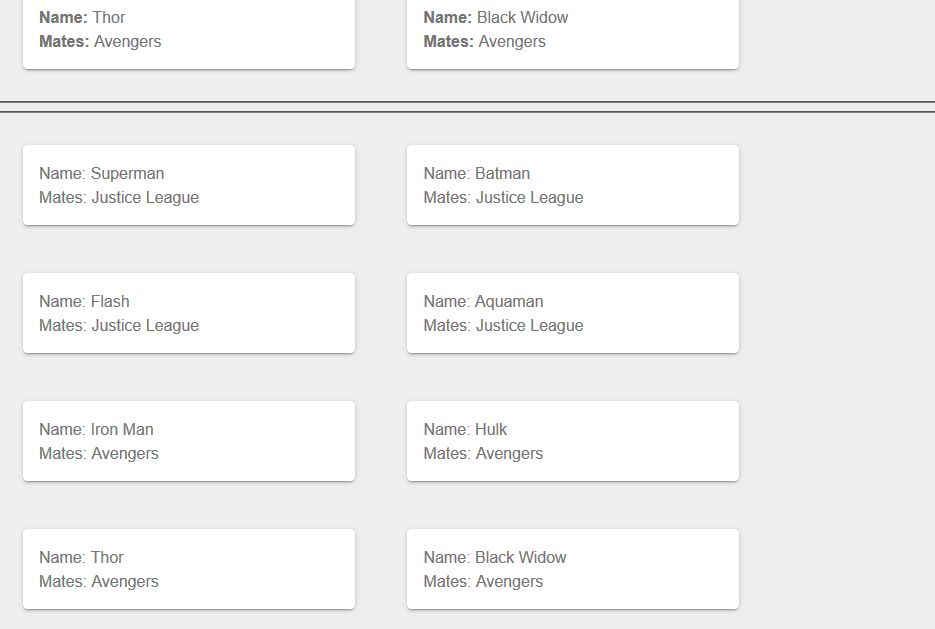 Name: Thor
Mates: Avengers
Name: Black Widow
Mates: Avengers
Name: Superman
Mates: Justice League
Name: Batman
Mates: Justice League
Name: Flash
Mates: Justice League
Name: Aquaman
Mates: Justice League
Name: Iron Man
Mates: Avengers
Name: Hulk
Mates: Avengers
Name: Thor
Mates: Avengers
Name: Black Widow
Mates: Avengers